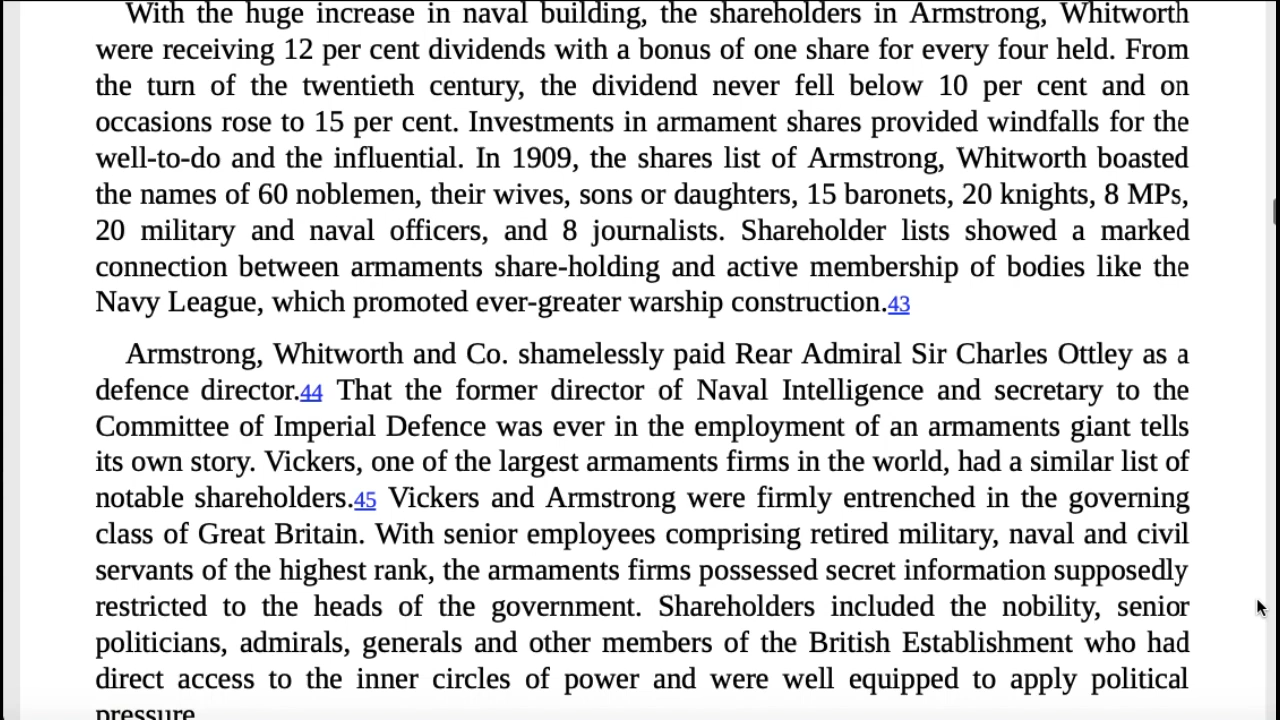 With the huge increase in naval building, the shareholders in Armstrong, Whitworth
were receiving 12 per cent dividends with a bonus of one share for every four held. From
the turn of the twentieth century, the dividend never fell below 10 per cent and on
occasions rose to 15 per cent. Investments in armament shares provided windfalls for the
well-to-do and the influential. In 1909, the shares list of Armstrong, Whitworth boasted
the names of 60 noblemen, their wives, sons or daughters, 15 baronets, 20 knights, 8 MPs,
20 military and naval officers, and 8 journalists. Shareholder lists showed a marked
connection between armaments share-holding and active membership of bodies like the
Navy League, which promoted ever-greater warship construction.43
Armstrong, Whitworth and Co. shamelessly paid Rear Admiral Sir Charles Ottley as a
defence director.44 That the former director of Naval Intelligence and secretary to the
Committee of Imperial Defence was ever in the employment of an armaments giant tells
its own story. Vickers, one of the largest armaments firms in the world, had a similar list of
notable shareholders.45 Vickers and Armstrong were firmly entrenched in the governing
class of Great Britain. With senior employees comprising retired military, naval and civil
servants of the highest rank, the armaments firms possessed secret information supposedly
restricted to the heads of the government. Shareholders included the nobility, senior
politicians, admirals, generals and other members of the British Establishment who had
direct access to the inner circles of power and were well equipped to apply political
pressure.